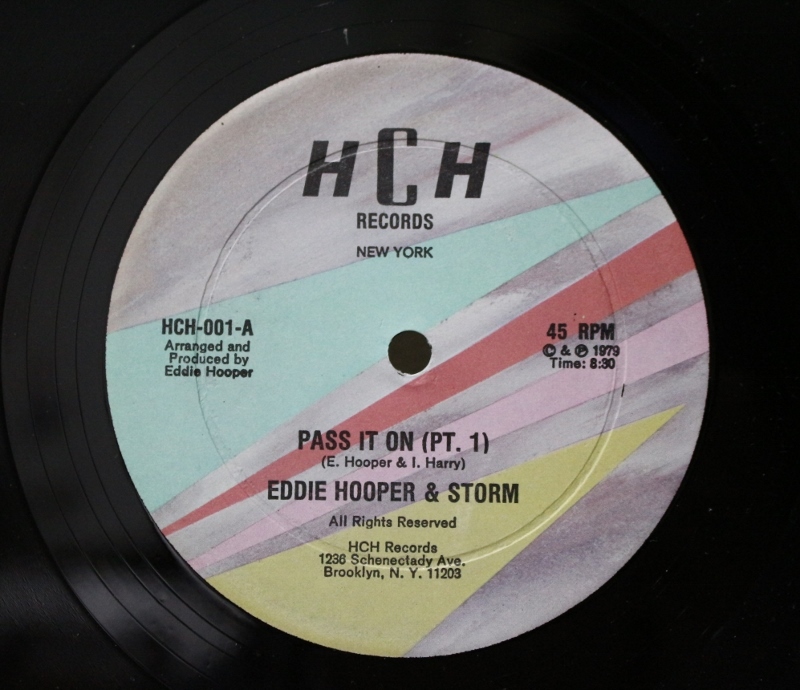 HCH
RECORDS
NEW YORK
HCH-001-A
Arranged and
Produced by
Eddie Hooper
45 RPM
© & ℗ 1979
Time: 8:30
PASS IT ON (PT. 1)
(E. Hooper & I. Harry)
EDDIE HOOPER & STORM
All Rights Reserved
HCH Records
1236 Schenectady Ave.
Brooklyn, N. Y. 11203